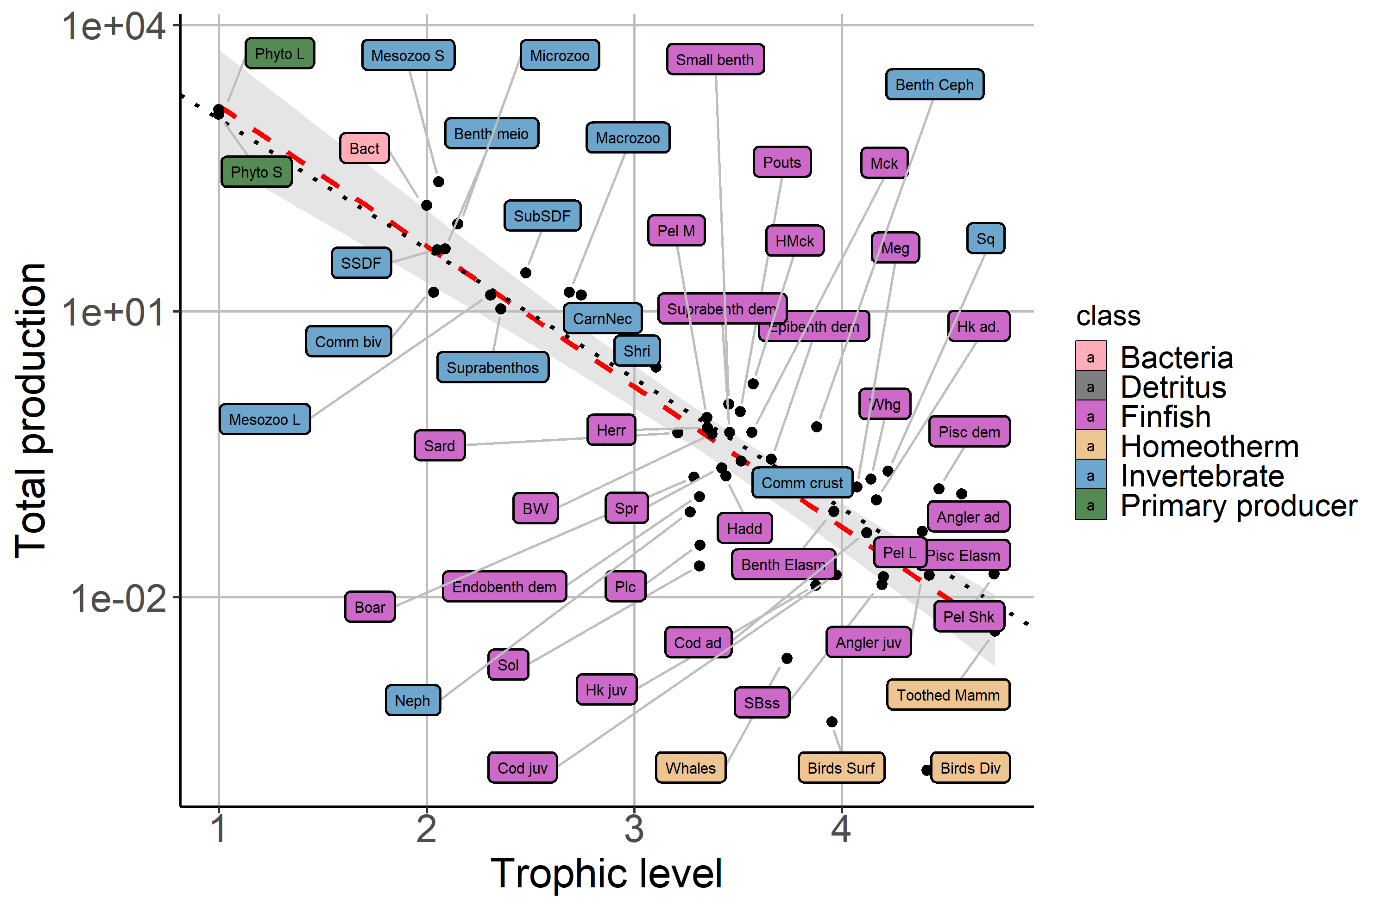 1e+04
1e+01
1e-02
Total production
Phyto L
Mesozoo S
Microzoo
Small benth
Benth Ceph
Benth meio
Macrozoo
Bact
Pouts
Mck
Phyto S
SubSDF
Pel M
HMck
Meg
Sq
SSDF
Suprabenth dem
Epibenth dem
CarnNec
Hk ad.
Comm biv
Shri
Suprabenthos
Mesozoo L
Whg
Sard
Herr
Pisc dem
Comm crust
BW
Spr
Hadd
Angler ad
Pel L
Pisc Elasm
Benth Elasm
Endobenth dem
Plc
Boar
Pel Shk
Cod ad
Angler juv
Sol
Hk juv
Toothed Mamm
Neph
SBss
Cod juv
Whales
Birds Surf
Birds Div
1
2
3
4
Trophic level
class
a Bacteria
a Detritus
a Finfish
a Homeotherm
a Invertebrate
a Primary producer